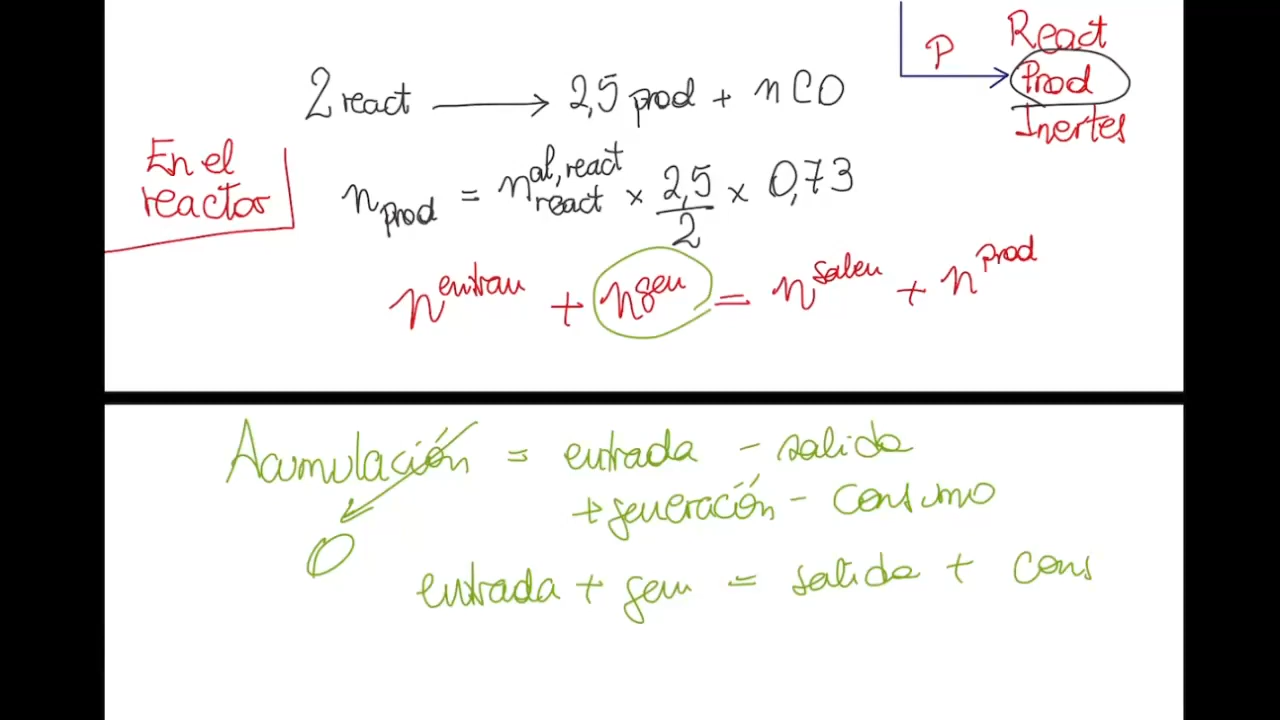 P
React
Prod
Inertes
2 react → 2,5 prod + n CO
En el
reactor
n prod = n al, react react × 2,5 / 2 × 0,73
n entran + n gen = n salen + n prod
Acumulación = entrada - salida
+ generación - consumo
0
entrada + gen = salida + cons